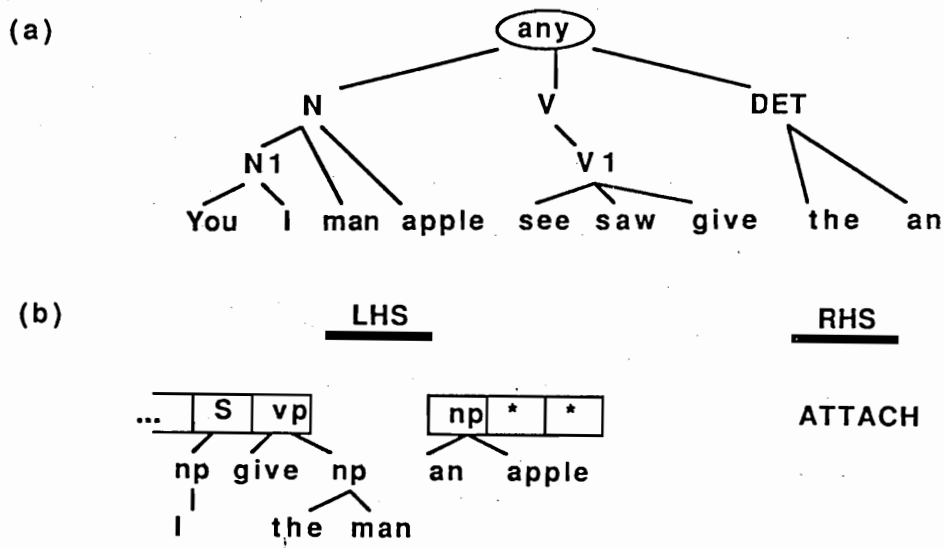 (a) any
N V DET
N1 V1
You I man apple see saw give the an
(b) LHS RHS
... S vp np * * ATTACH
np give np an apple
I the man